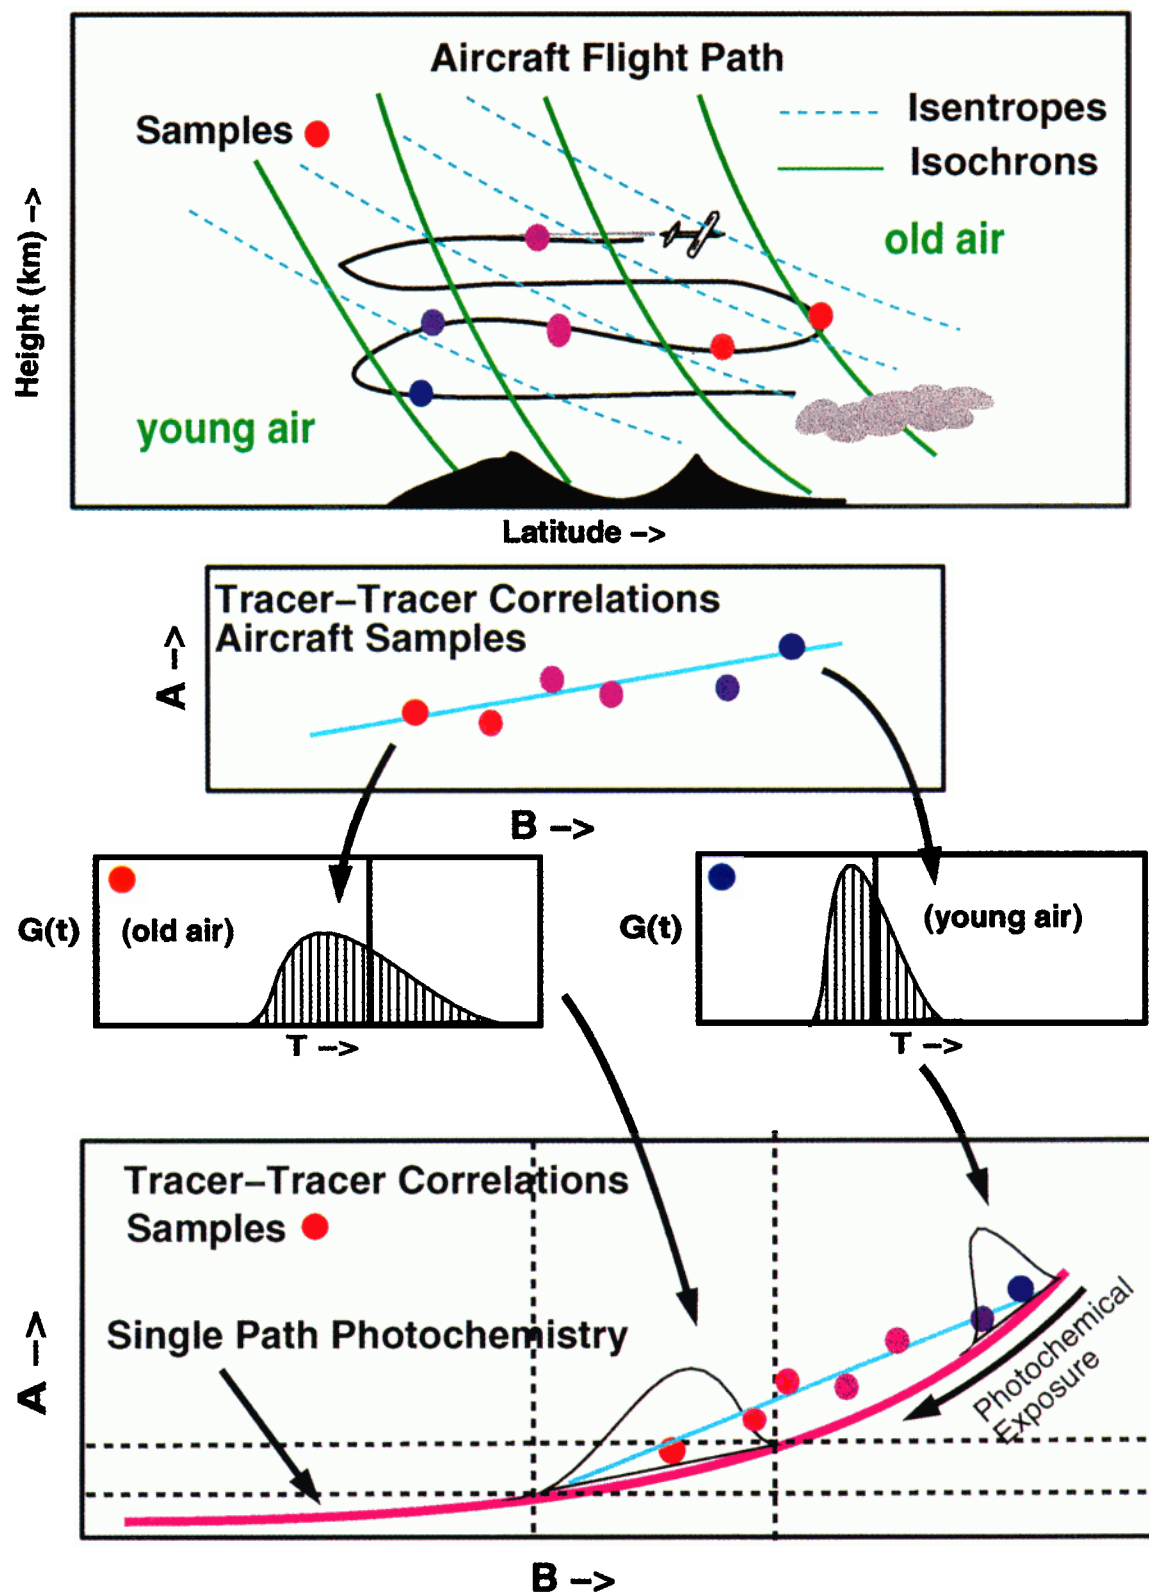 Aircraft Flight Path
Samples
Isentropes
Isochrons
old air
young air
Height (km) –>
Latitude –>
Tracer–Tracer Correlations
Aircraft Samples
A –>
B –>
G(t)
(old air)
T –>
G(t)
(young air)
T –>
Tracer–Tracer Correlations
Samples
Single Path Photochemistry
Photochemical
Exposure
A –>
B –>